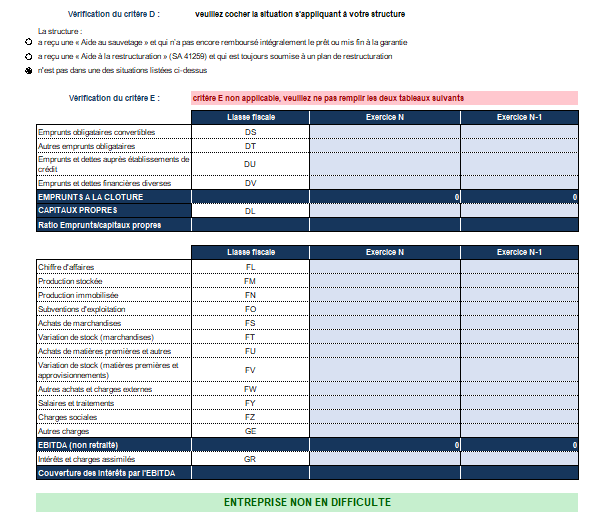 Vérification du critère D : veuillez cocher la situation s'appliquant à votre structure
La structure :
a reçu une « Aide au sauvetage » et qui n'a pas encore remboursé intégralement le prêt ou mis fin à la garantie
a reçu une « Aide à la restructuration » (SA 41259) et qui est toujours soumise à un plan de restructuration
n'est pas dans une des situations listées ci-dessus
Vérification du critère E : critère E non applicable, veuillez ne pas remplir les deux tableaux suivants
Liasse fiscale Exercice N Exercice N-1
Emprunts obligataires convertibles DS
Autres emprunts obligataires DT
Emprunts et dettes auprès établissements de
crédit DU
Emprunts et dettes financières diverses DV
EMPRUNTS A LA CLOTURE 0 0
CAPITAUX PROPRES DL
Ratio Emprunts/capitaux propres
Liasse fiscale Exercice N Exercice N-1
Chiffre d'affaires FL
Production stockée FM
Production immobilisée FN
Subventions d'exploitation FO
Achats de marchandises FS
Variation de stock (marchandises) FT
Achats de matières premières et autres FU
Variation de stock (matières premières et
approvisionnements) FV
Autres achats et charges externes FW
Salaires et traitements FY
Charges sociales FZ
Autres charges GE
EBITDA (non retraité) 0 0
Intérêts et charges assimilés GR
Couverture des intérêts par l'EBITDA
ENTREPRISE NON EN DIFFICULTE